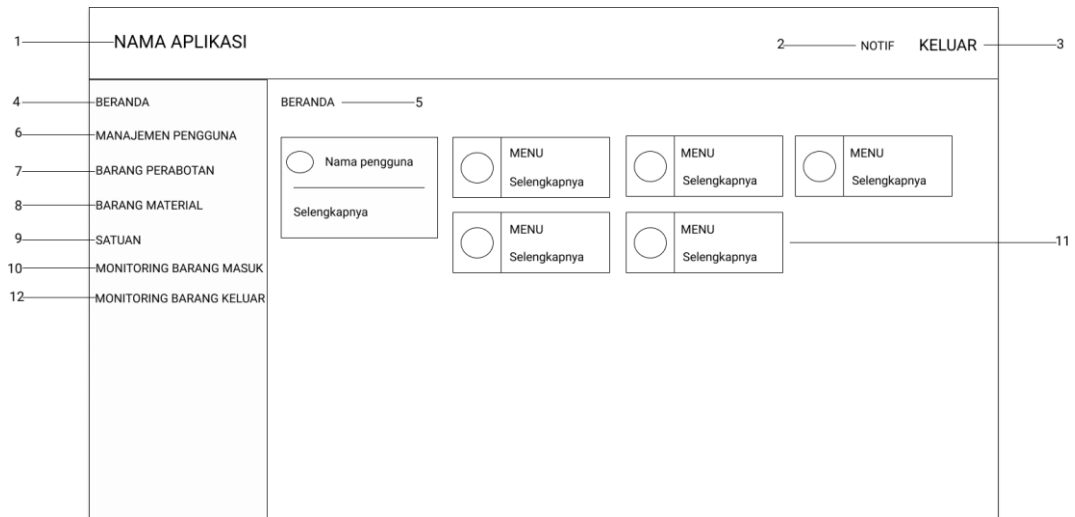 1 NAMA APLIKASI 2 NOTIF KELUAR 3
4 BERANDA
6 MANAJEMEN PENGGUNA
7 BARANG PERABOTAN
8 BARANG MATERIAL
9 SATUAN
10 MONITORING BARANG MASUK
12 MONITORING BARANG KELUAR
BERANDA 5
Nama pengguna
Selengkapnya
MENU
Selengkapnya
MENU
Selengkapnya
MENU
Selengkapnya
MENU
Selengkapnya
MENU
Selengkapnya
11